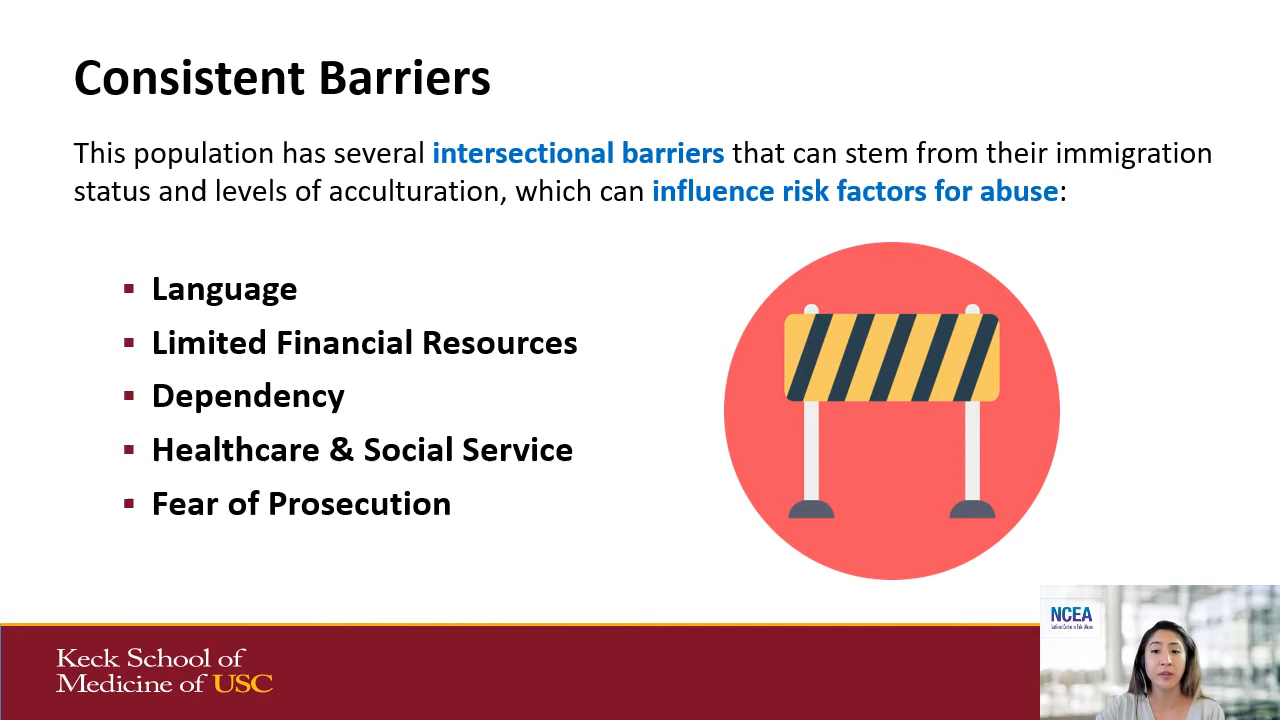 Consistent Barriers
This population has several intersectional barriers that can stem from their immigration
status and levels of acculturation, which can influence risk factors for abuse:
▪ Language
▪ Limited Financial Resources
▪ Dependency
▪ Healthcare & Social Service
▪ Fear of Prosecution
NCEA
Keck School of
Medicine of USC